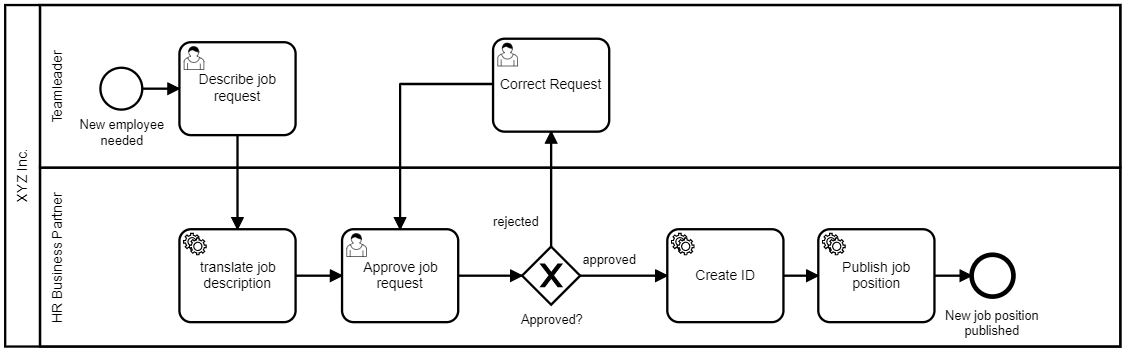 XYZ Inc.
Teamleader
New employee
needed
Describe job
request
Correct Request
HR Business Partner
translate job
description
Approve job
request
rejected
Approved?
approved
Create ID
Publish job
position
New job position
published